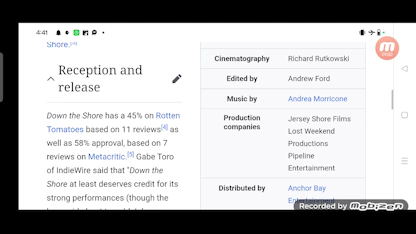 4:41
Shore.[3]
Reception and
release
Down the Shore has a 45% on Rotten
Tomatoes based on 11 reviews[4] as
well as 58% approval, based on 7
reviews on Metacritic.[5] Gabe Toro
of IndieWire said that "Down the
Shore at least deserves credit for its
strong performances (though the
Cinematography Richard Rutkowski
Edited by Andrew Ford
Music by Andrea Morricone
Production Jersey Shore Films
companies Lost Weekend
Productions
Pipeline
Entertainment
Distributed by Anchor Bay
Entertainment
Recorded by Mobizen